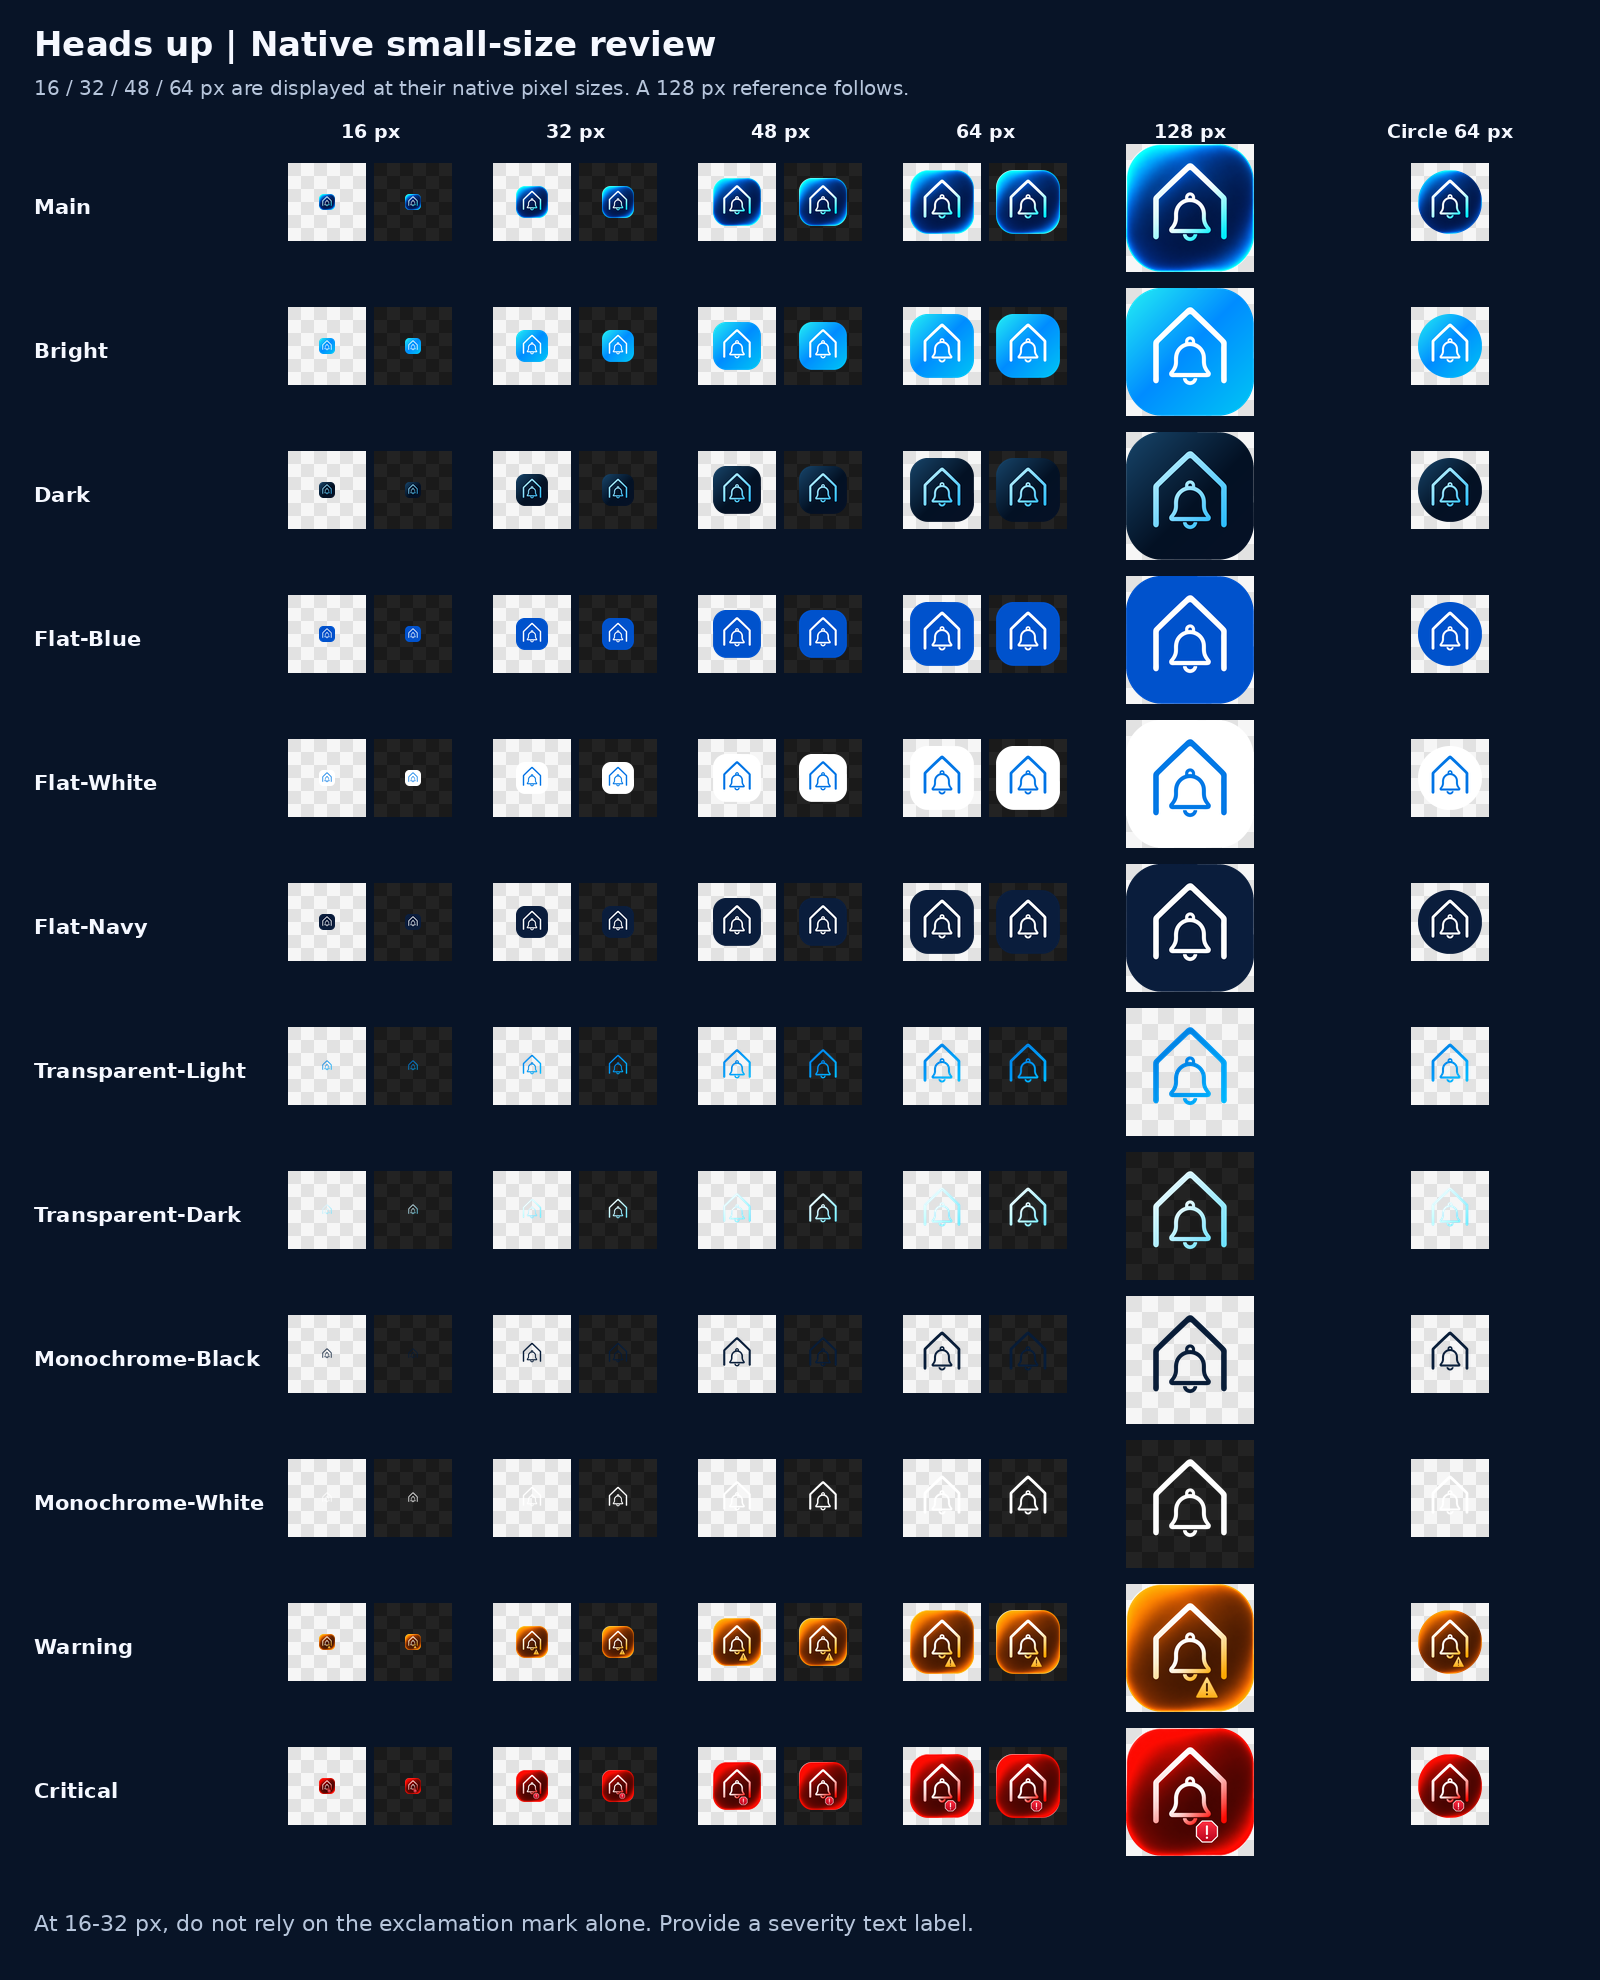 Heads up | Native small-size review
16 / 32 / 48 / 64 px are displayed at their native pixel sizes. A 128 px reference follows.
16 px 32 px 48 px 64 px 128 px Circle 64 px
Main
Bright
Dark
Flat-Blue
Flat-White
Flat-Navy
Transparent-Light
Transparent-Dark
Monochrome-Black
Monochrome-White
Warning
Critical
At 16-32 px, do not rely on the exclamation mark alone. Provide a severity text label.